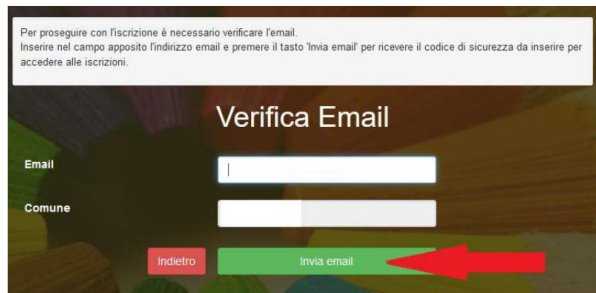 Per proseguire con l'iscrizione è necessario verificare l'email.
Inserire nel campo apposito l'indirizzo email e premere il tasto 'Invia email' per ricevere il codice di sicurezza da inserire per
accedere alle iscrizioni.
Verifica Email
Email
Comune
Indietro
Invia email